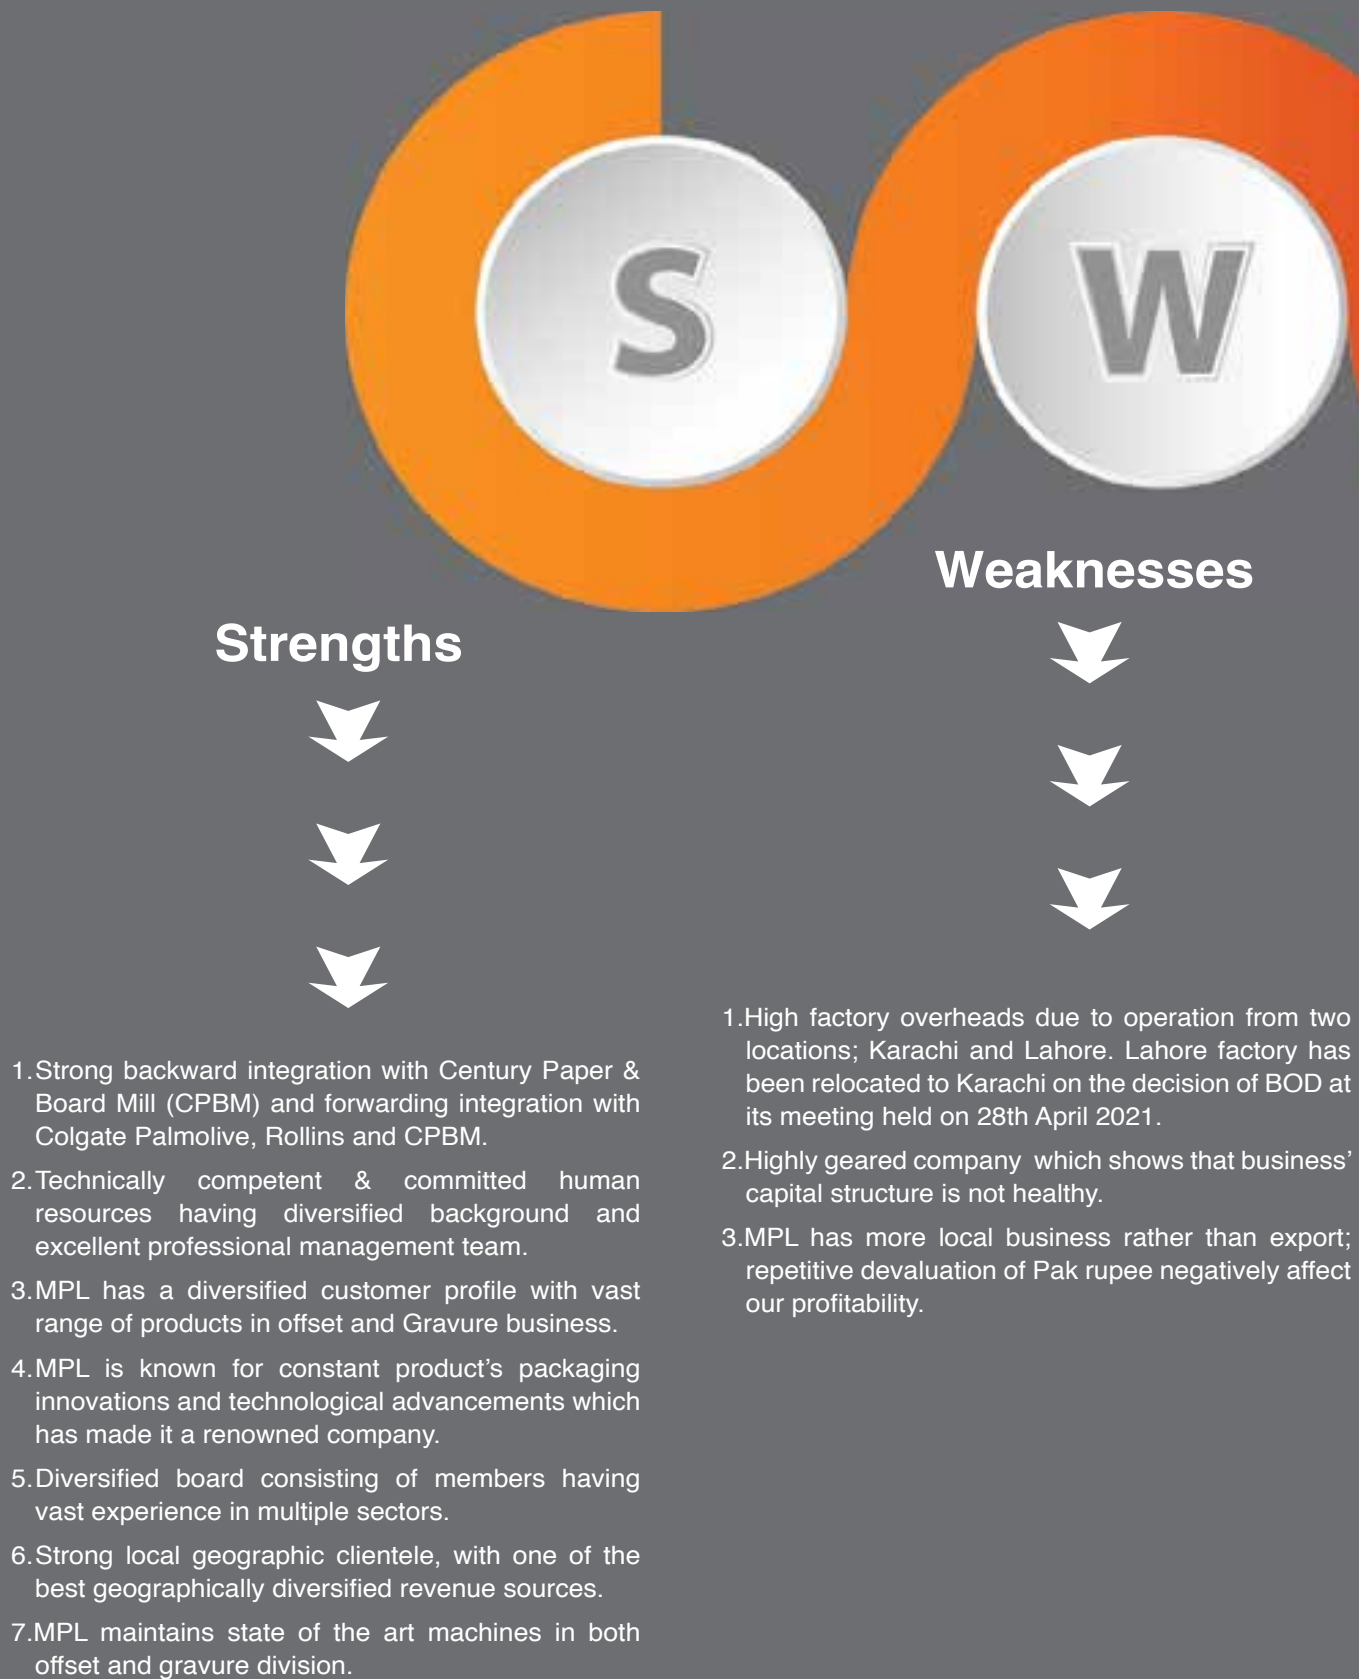 S
W
Strengths
1.Strong backward integration with Century Paper &
Board Mill (CPBM) and forwarding integration with
Colgate Palmolive, Rollins and CPBM.
2.Technically competent & committed human
resources having diversified background and
excellent professional management team.
3.MPL has a diversified customer profile with vast
range of products in offset and Gravure business.
4.MPL is known for constant product’s packaging
innovations and technological advancements which
has made it a renowned company.
5.Diversified board consisting of members having
vast experience in multiple sectors.
6.Strong local geographic clientele, with one of the
best geographically diversified revenue sources.
7.MPL maintains state of the art machines in both
offset and gravure division.
Weaknesses
1.High factory overheads due to operation from two
locations; Karachi and Lahore. Lahore factory has
been relocated to Karachi on the decision of BOD at
its meeting held on 28th April 2021.
2.Highly geared company which shows that business’
capital structure is not healthy.
3.MPL has more local business rather than export;
repetitive devaluation of Pak rupee negatively affect
our profitability.